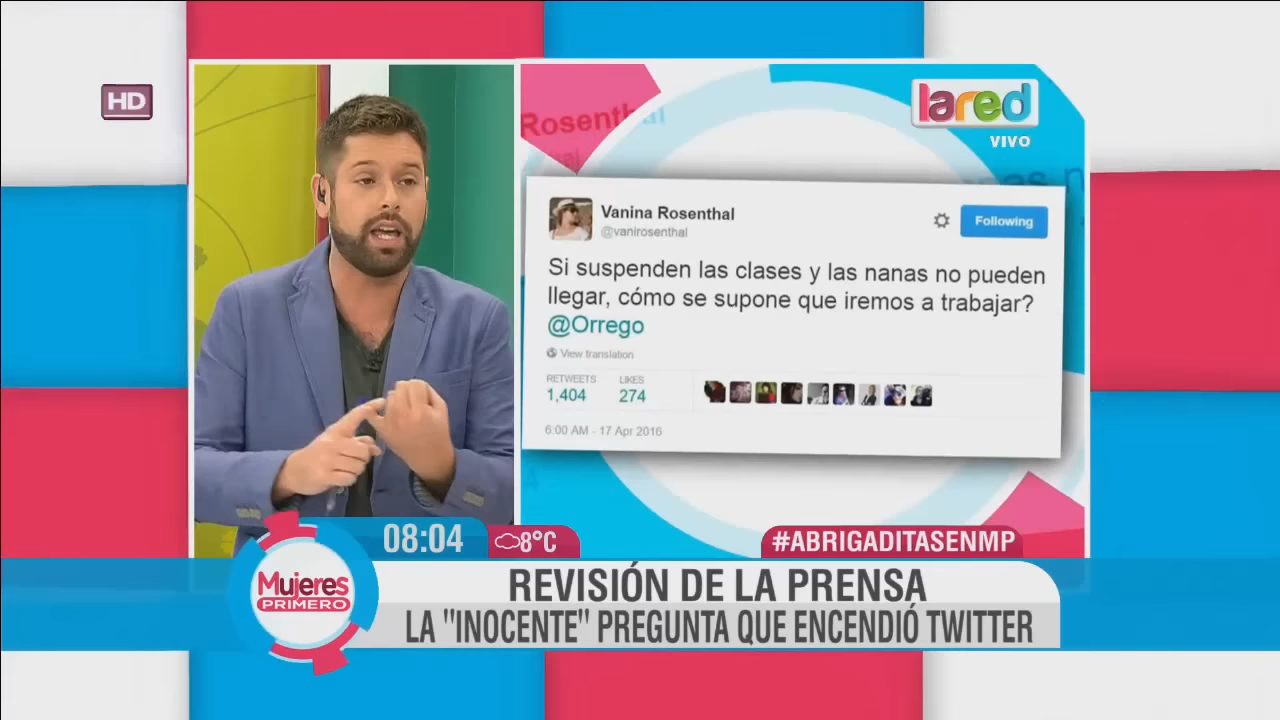 HD
lared
VIVO
Rosenthal
Vanina Rosenthal
@vanirosenthal
Following
Si suspenden las clases y las nanas no pueden
llegar, cómo se supone que iremos a trabajar?
@Orrego
View translation
RETWEETS LIKES
1,404 274
6:00 AM - 17 Apr 2016
08:04
8°C
#ABRIGADITASENMP
Mujeres
PRIMERO
REVISIÓN DE LA PRENSA
LA "INOCENTE" PREGUNTA QUE ENCENDIÓ TWITTER